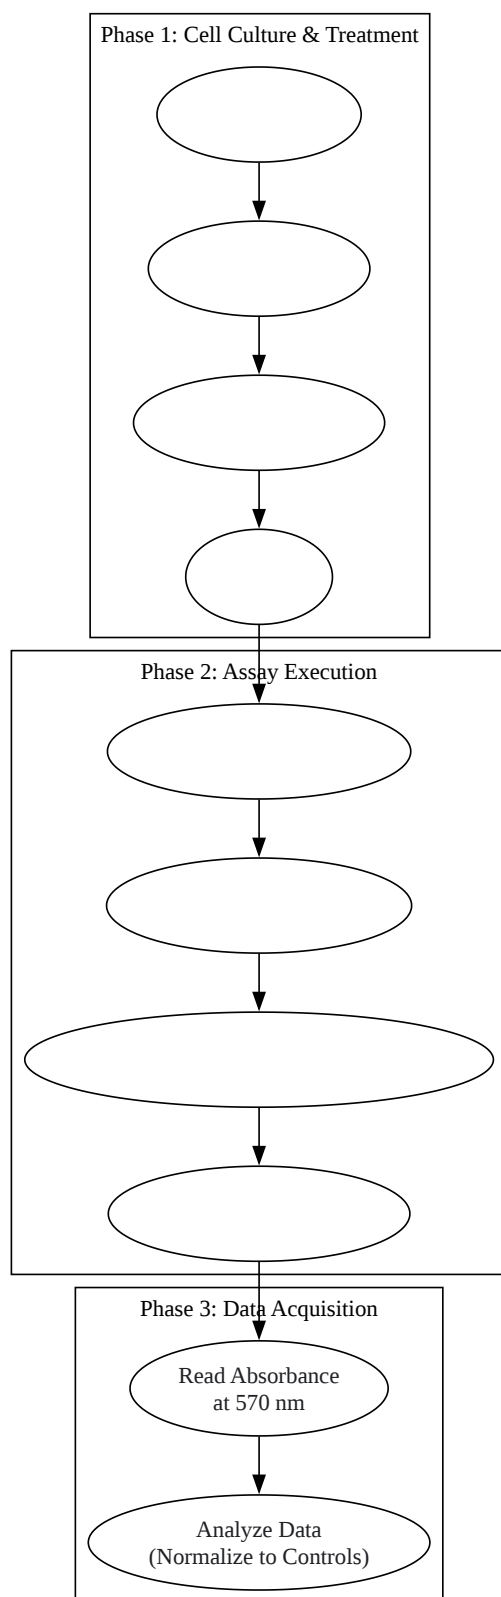 Phase 1: Cell Culture & Treatment
Phase 2: Assay Execution
Phase 3: Data Acquisition
Read Absorbance
at 570 nm
Analyze Data
(Normalize to Controls)